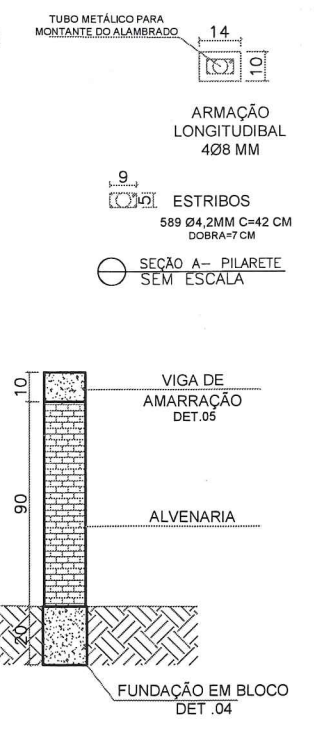 TUBO METÁLICO PARA
MONTANTE DO ALAMBRADO
14
10
ARMAÇÃO
LONGITUDIBAL
4Ø8 MM
9
5
ESTRIBOS
589 Ø4,2MM C=42 CM
DOBRA=7 CM
SEÇÃO A- PILARETE
SEM ESCALA
10
VIGA DE
AMARRAÇÃO
DET.05
90
ALVENARIA
20
FUNDAÇÃO EM BLOCO
DET .04